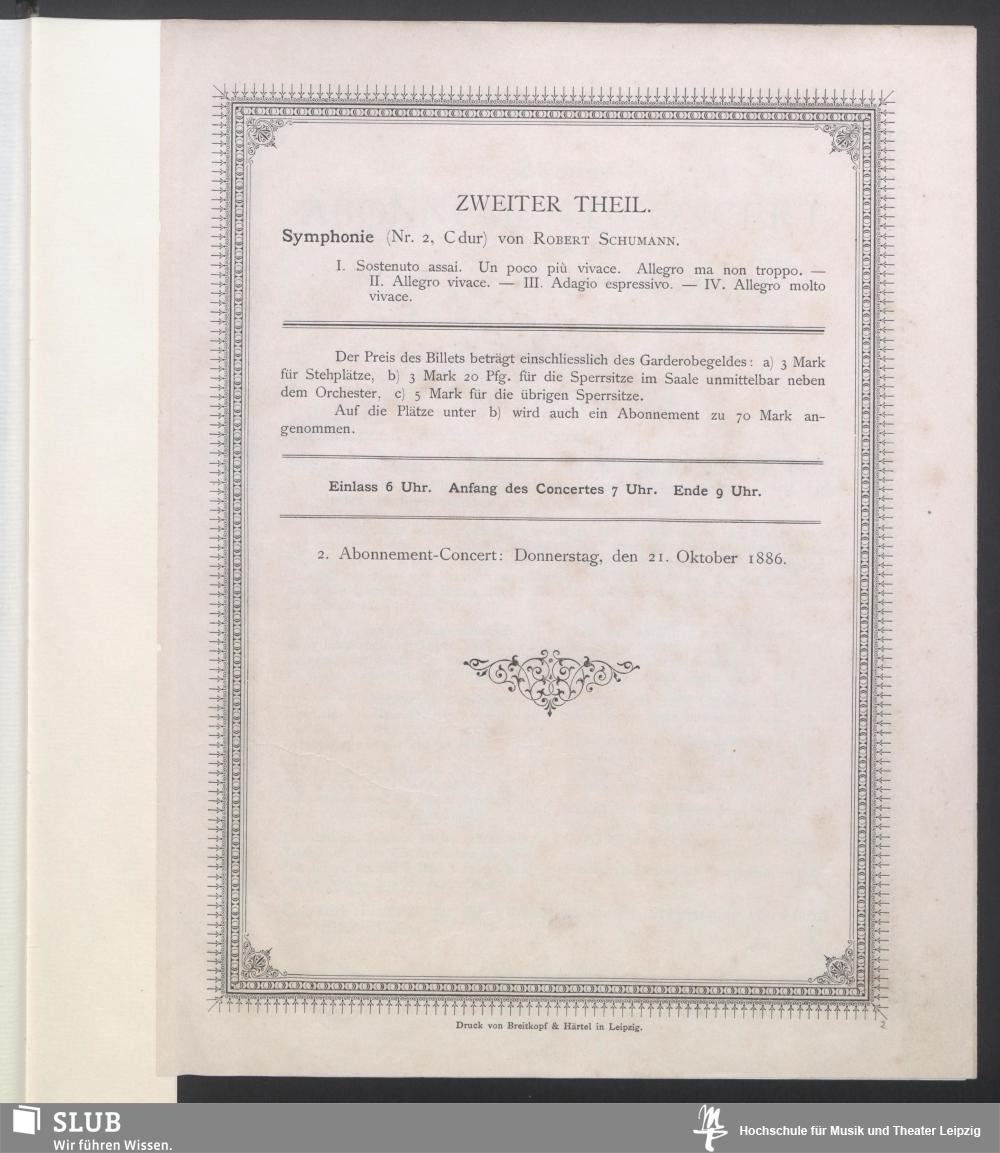 ZWEITER THEIL.
Symphonie (Nr. 2, C dur) von ROBERT SCHUMANN.
I. Sostenuto assai. Un poco più vivace. Allegro ma non troppo. —
II. Allegro vivace. — III. Adagio espressivo. — IV. Allegro molto
vivace.
Der Preis des Billets beträgt einschliesslich des Garderobegeldes: a) 3 Mark
für Stehplätze, b) 3 Mark 20 Pfg. für die Sperrsitze im Saale unmittelbar neben
dem Orchester, c) 5 Mark für die übrigen Sperrsitze.
Auf die Plätze unter b) wird auch ein Abonnement zu 70 Mark an-
genommen.
Einlass 6 Uhr. Anfang des Concertes 7 Uhr. Ende 9 Uhr.
2. Abonnement-Concert: Donnerstag, den 21. Oktober 1886.
Druck von Breitkopf & Härtel in Leipzig.
2
SLUB
Wir führen Wissen.
Hochschule für Musik und Theater Leipzig